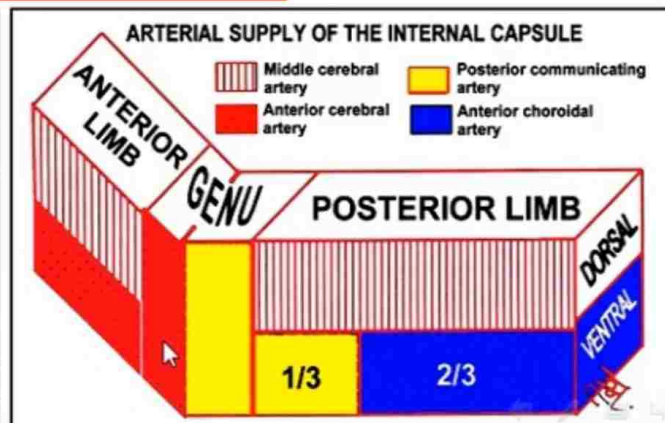 ARTERIAL SUPPLY OF THE INTERNAL CAPSULE
Middle cerebral
artery
Posterior communicating
artery
Anterior cerebral
artery
Anterior choroidal
artery
ANTERIOR
LIMB
GENU
POSTERIOR LIMB
DORSAL
VENTRAL
1/3
2/3